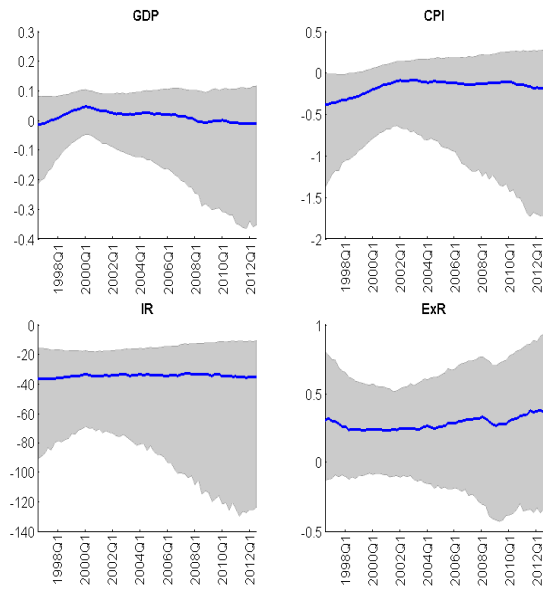 GDP
0.3
0.2
0.1
0
-0.1
-0.2
-0.3
-0.4
1998Q1
2000Q1
2002Q1
2004Q1
2006Q1
2008Q1
2010Q1
2012Q1
CPI
0.5
0
-0.5
-1
-1.5
-2
1998Q1
2000Q1
2002Q1
2004Q1
2006Q1
2008Q1
2010Q1
2012Q1
IR
0
-20
-40
-60
-80
-100
-120
-140
1998Q1
2000Q1
2002Q1
2004Q1
2006Q1
2008Q1
2010Q1
2012Q1
ExR
1
0.5
0
-0.5
1998Q1
2000Q1
2002Q1
2004Q1
2006Q1
2008Q1
2010Q1
2012Q1